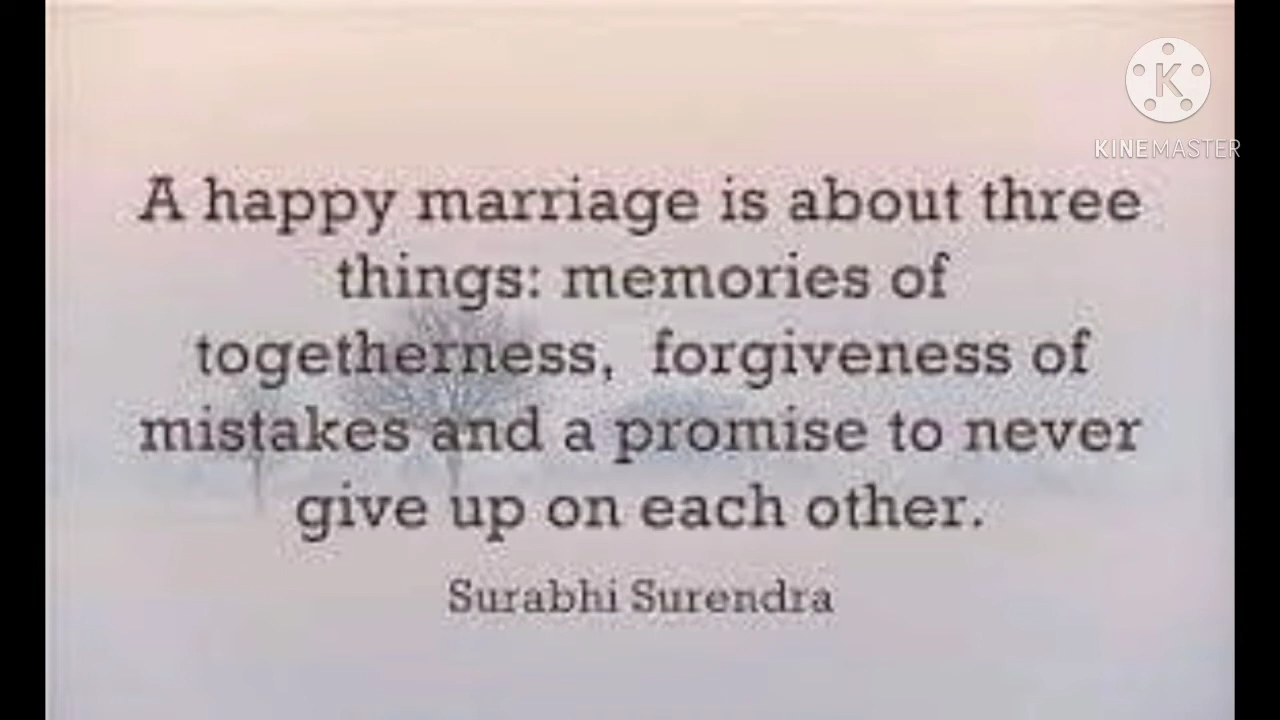 K
KINEMASTER
A happy marriage is about three
things: memories of
togetherness, forgiveness of
mistakes and a promise to never
give up on each other.
Surabhi Surendra